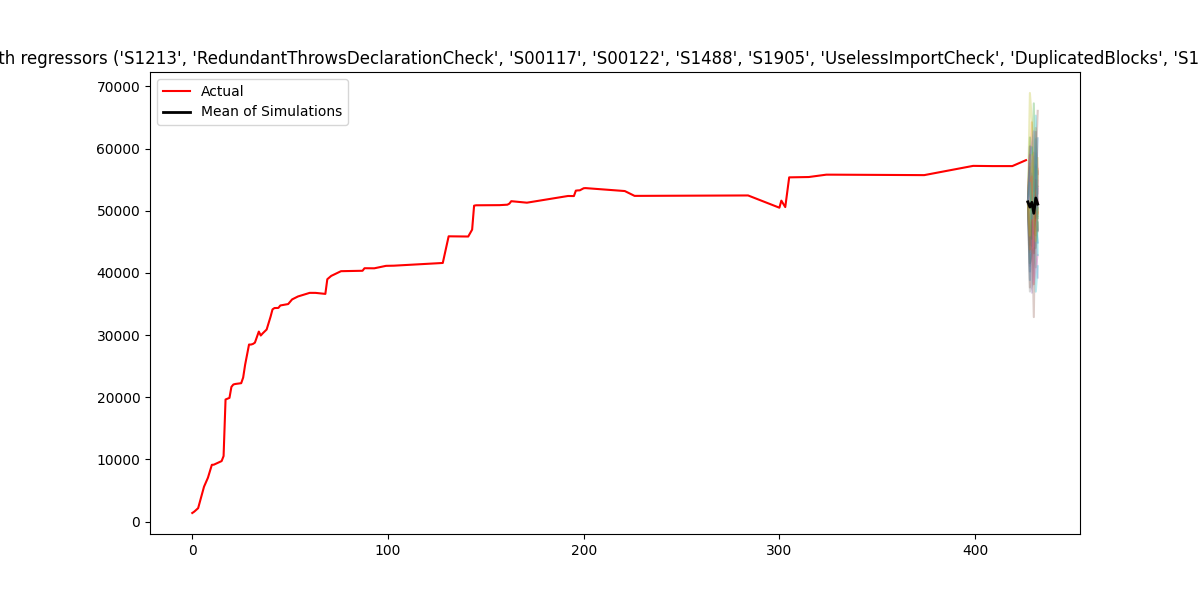 th regressors ('S1213', 'RedundantThrowsDeclarationCheck', 'S00117', 'S00122', 'S1488', 'S1905', 'UselessImportCheck', 'DuplicatedBlocks', 'S1
Actual
Mean of Simulations
70000
60000
50000
40000
30000
20000
10000
0
0 100 200 300 400